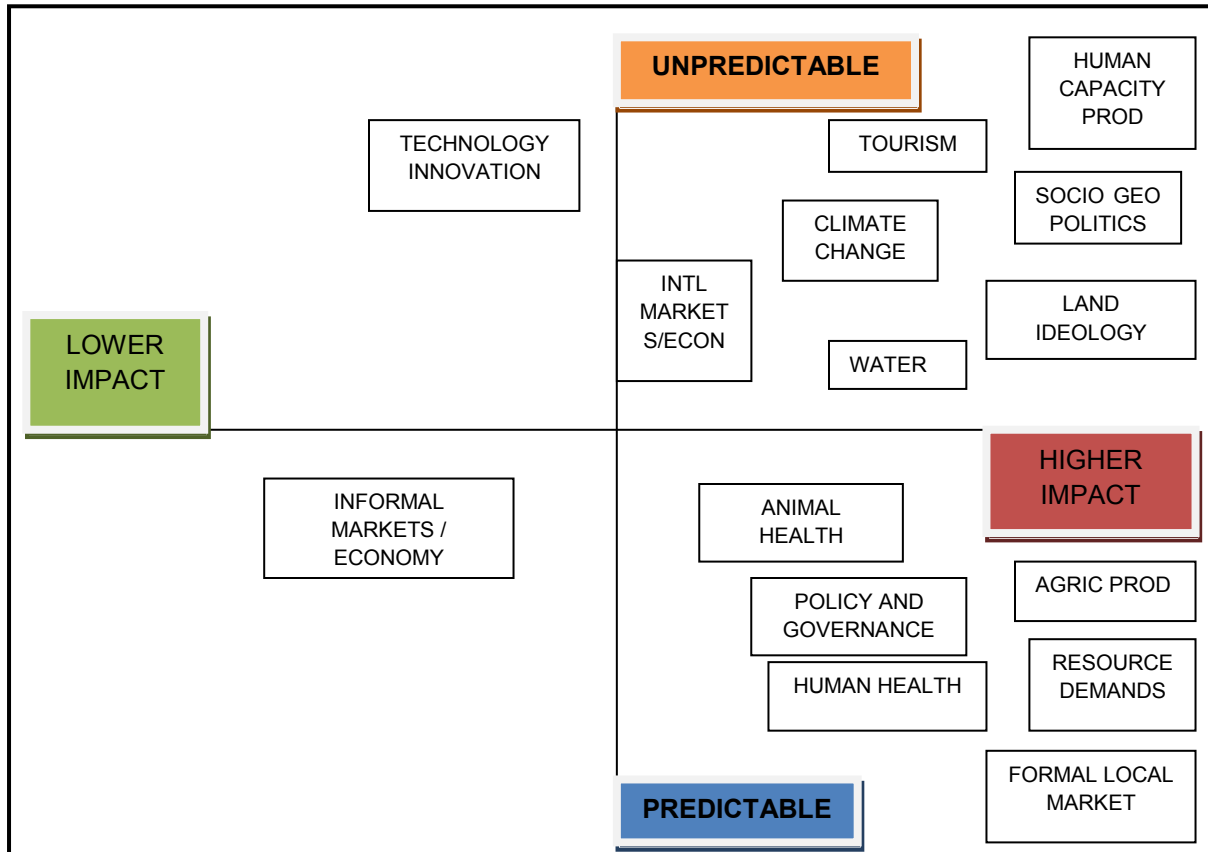 UNPREDICTABLE
HUMAN
CAPACITY
PROD
TECHNOLOGY
INNOVATION
TOURISM
SOCIO GEO
POLITICS
CLIMATE
CHANGE
INTL
MARKET
S/ECON
LAND
IDEOLOGY
LOWER
IMPACT
WATER
HIGHER
IMPACT
INFORMAL
MARKETS /
ECONOMY
ANIMAL
HEALTH
AGRIC PROD
POLICY AND
GOVERNANCE
RESOURCE
DEMANDS
HUMAN HEALTH
FORMAL LOCAL
MARKET
PREDICTABLE